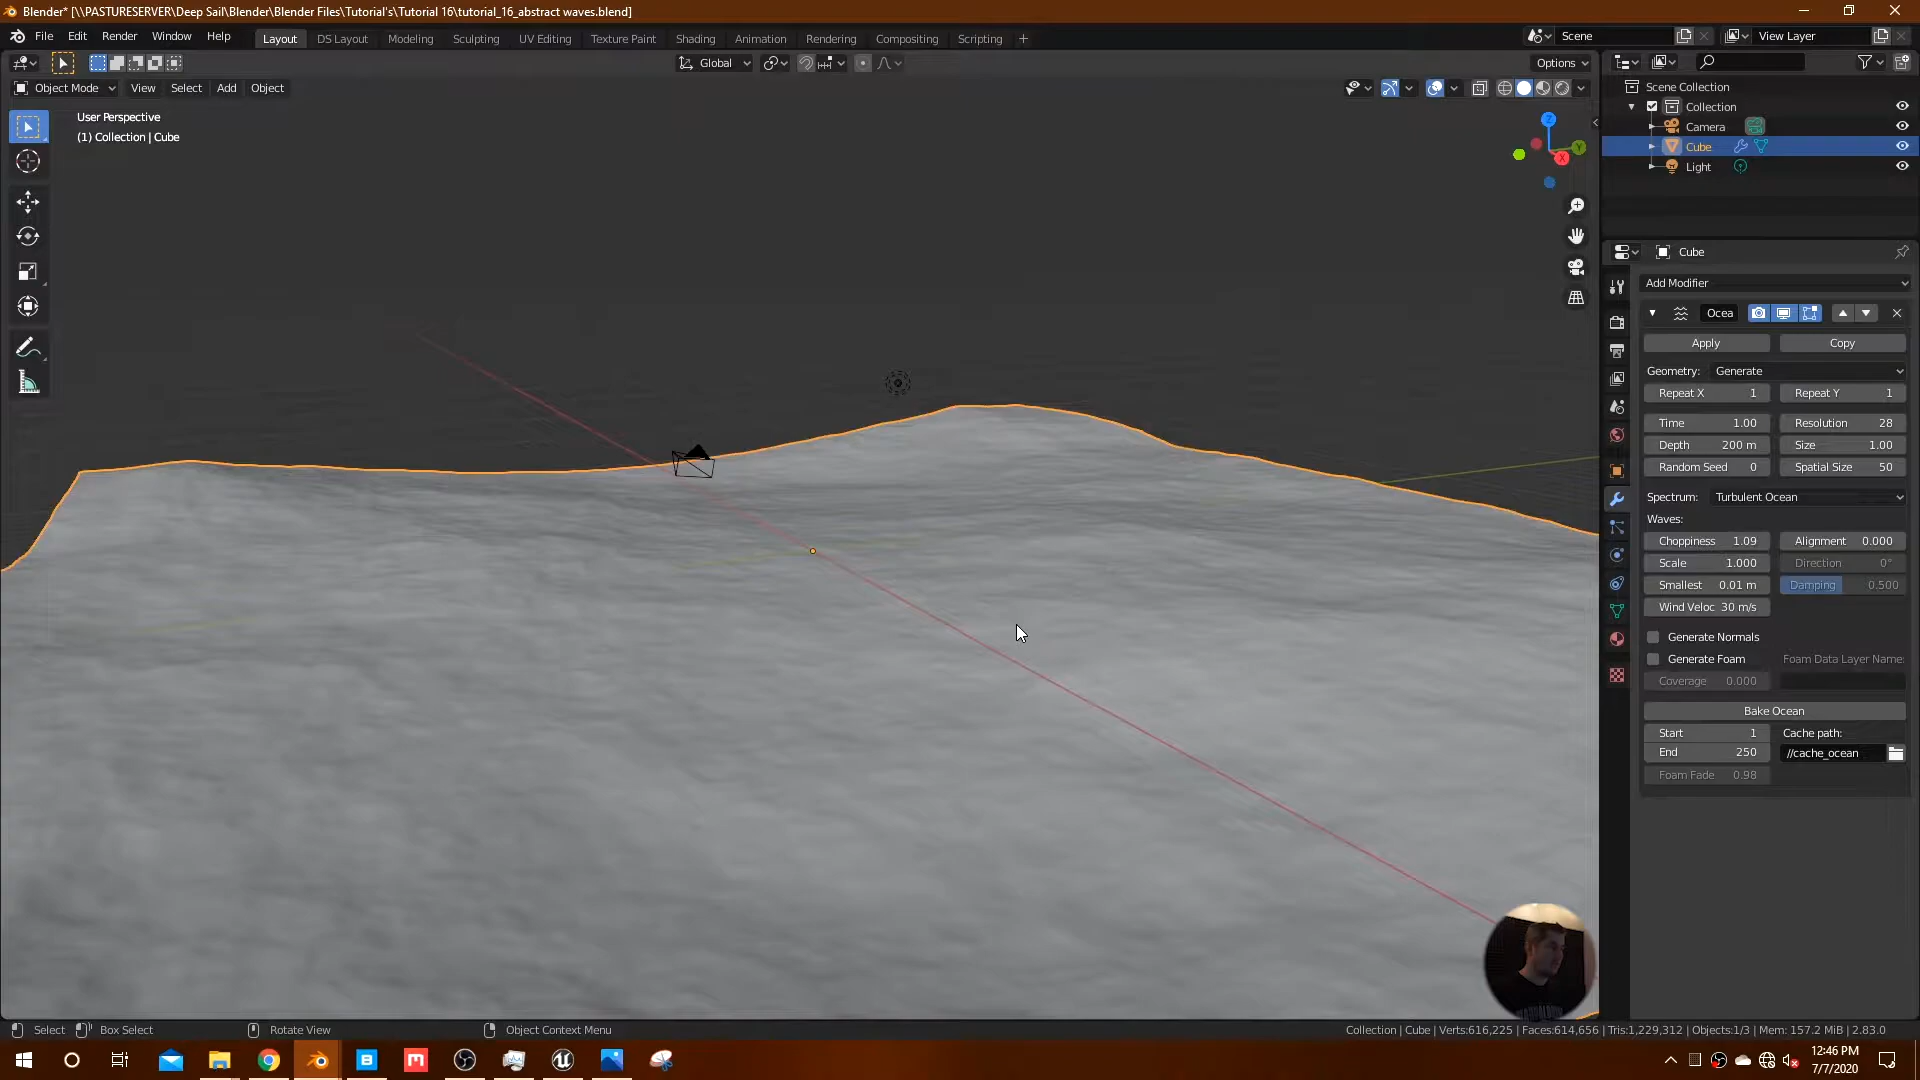 Blender* [\\PASTURESERVER\Deep Sail\Blender\Blender Files\Tutorial's\Tutorial 16\tutorial_16_abstract waves.blend]
File Edit Render Window Help
Layout DS Layout Modeling Sculpting UV Editing Texture Paint Shading Animation Rendering Compositing Scripting
Scene
View Layer
Global
Options
Object Mode View Select Add Object
User Perspective
(1) Collection | Cube
Z
Y
X
Scene Collection
Collection
Camera
Cube
Light
Cube
Add Modifier
Ocea
Apply Copy
Geometry: Generate
Repeat X 1 Repeat Y 1
Time 1.00 Resolution 28
Depth 200 m Size 1.00
Random Seed 0 Spatial Size 50
Spectrum: Turbulent Ocean
Waves:
Choppiness 1.09 Alignment 0.000
Scale 1.000 Direction 0°
Smallest 0.01 m Damping 0.500
Wind Veloc 30 m/s
Generate Normals
Generate Foam Foam Data Layer Name:
Coverage 0.000
Bake Ocean
Start 1 Cache path:
End 250 //cache_ocean
Foam Fade 0.98
Select Box Select Rotate View Object Context Menu
Collection | Cube | Verts:616,225 | Faces:614,656 | Tris:1,229,312 | Objects:1/3 | Mem: 157.2 MiB | 2.83.0
12:46 PM
7/7/2020